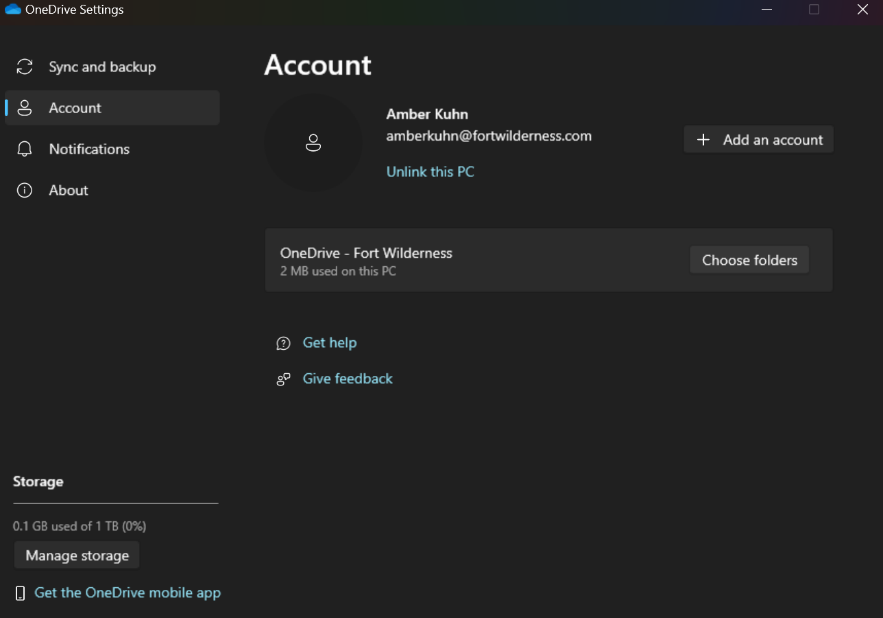 OneDrive Settings
Sync and backup
Account
Notifications
About
Account
Amber Kuhn
amberkuhn@fortwilderness.com
Unlink this PC
Add an account
OneDrive - Fort Wilderness
2 MB used on this PC
Choose folders
Get help
Give feedback
Storage
0.1 GB used of 1 TB (0%)
Manage storage
Get the OneDrive mobile app